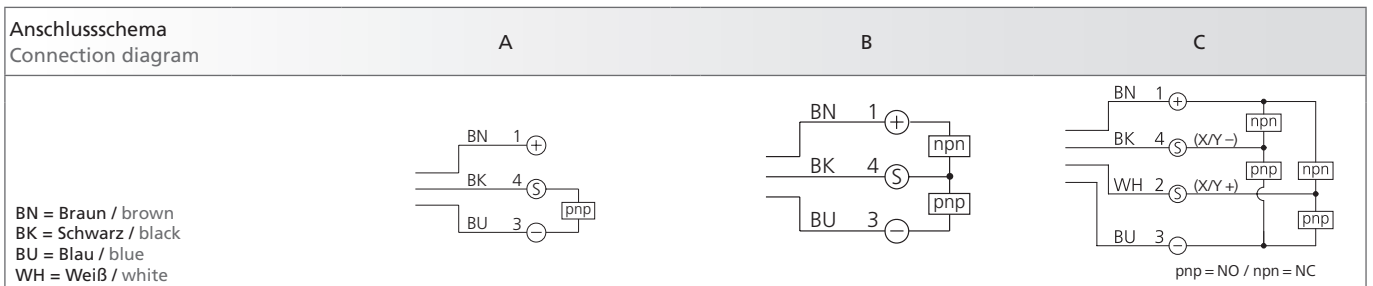 Anschlussschema
Connection diagram
A
B
C
BN = Braun / brown
BK = Schwarz / black
BU = Blau / blue
WH = Weiß / white
BN 1 +
BK 4 S
pnp
BU 3 −
BN 1 +
npn
BK 4 S
pnp
BU 3 −
BN 1 +
npn
BK 4 S (X/Y −)
pnp npn
WH 2 S (X/Y +)
pnp
BU 3 −
pnp = NO / npn = NC